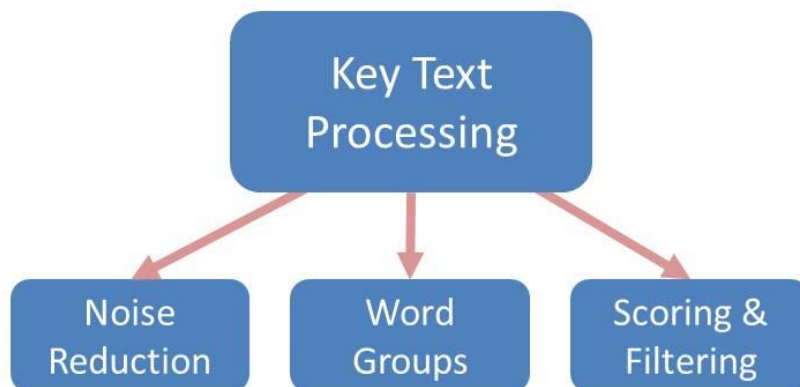 Key Text
Processing
Noise
Reduction
Word
Groups
Scoring &
Filtering